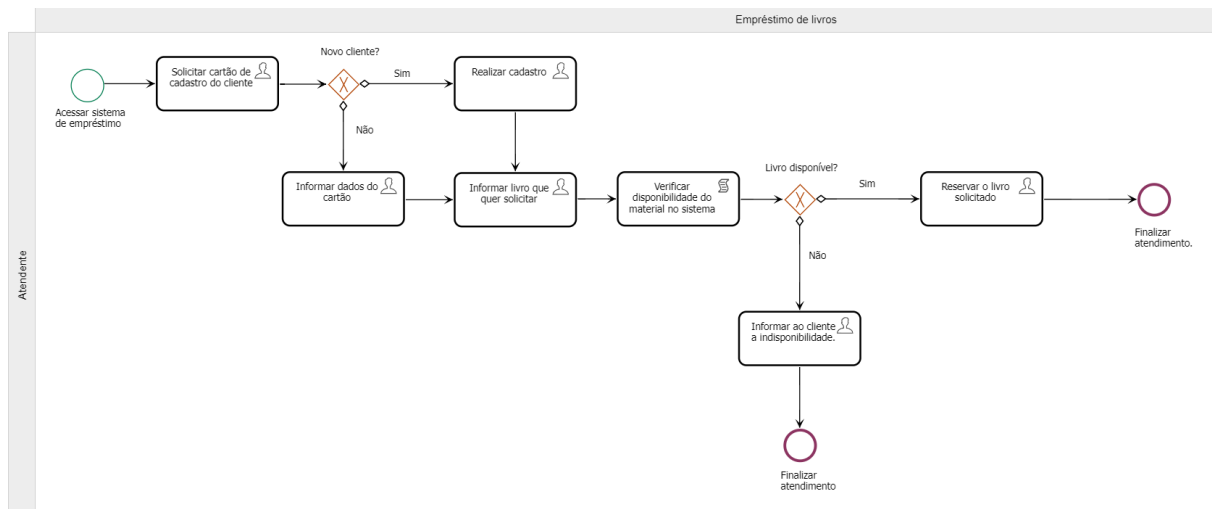 Empréstimo de livros
Atendente
Acessar sistema
de empréstimo
Solicitar cartão de
cadastro do cliente
Novo cliente?
Sim
Não
Realizar cadastro
Informar dados do
cartão
Informar livro que
quer solicitar
Verificar
disponibilidade do
material no sistema
Livro disponível?
Sim
Não
Reservar o livro
solicitado
Finalizar
atendimento.
Informar ao cliente
a indisponibilidade.
Finalizar
atendimento